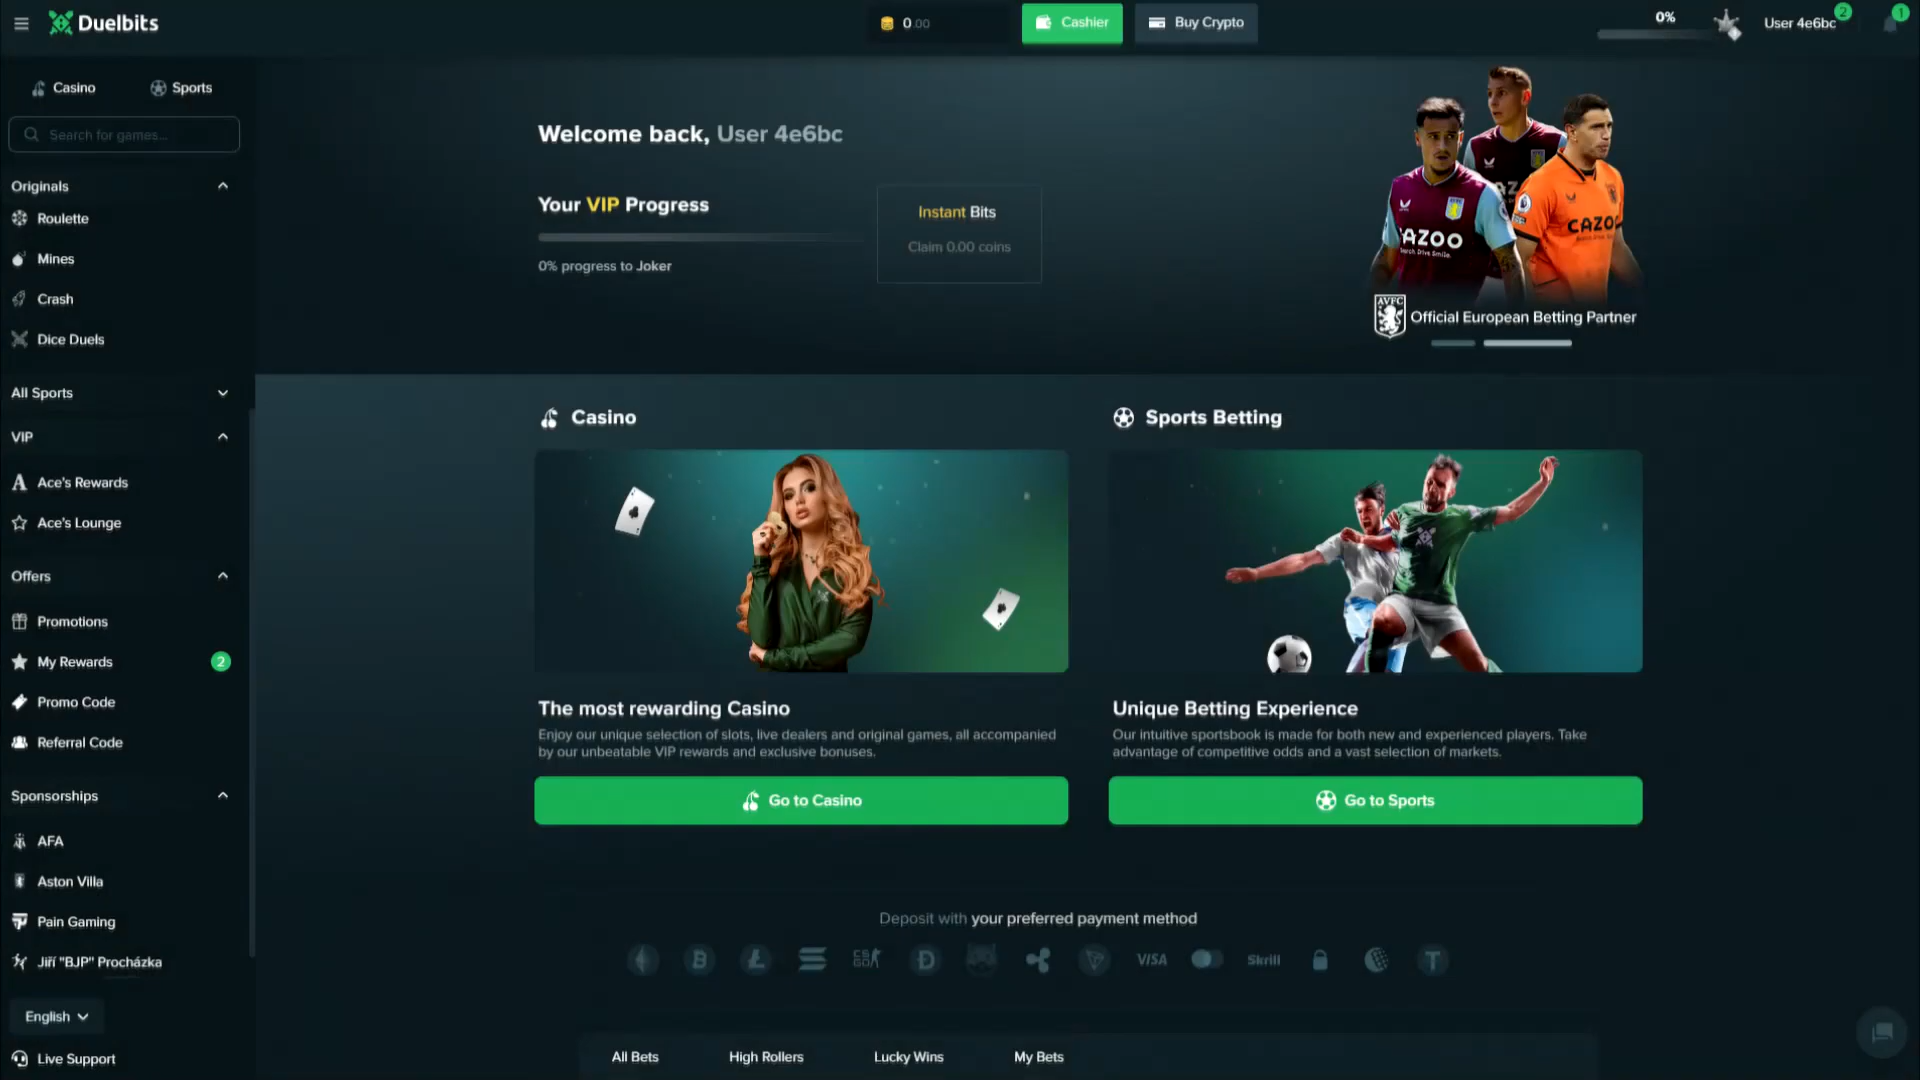 Duelbits
0.00
Cashier
Buy Crypto
0%
User 4e6bc
2
1
Casino
Sports
Search for games...
Originals
Roulette
Mines
Crash
Dice Duels
All Sports
VIP
Ace's Rewards
Ace's Lounge
Offers
Promotions
My Rewards
2
Promo Code
Referral Code
Sponsorships
AFA
Aston Villa
Pain Gaming
Jiří "BJP" Procházka
English
Live Support
Welcome back, User 4e6bc
Your VIP Progress
0% progress to Joker
Instant Bits
Claim 0.00 coins
CAZOO
CAZOO
AVFC
Official European Betting Partner
Casino
The most rewarding Casino
Enjoy our unique selection of slots, live dealers and original games, all accompanied
by our unbeatable VIP rewards and exclusive bonuses.
Go to Casino
Sports Betting
Unique Betting Experience
Our intuitive sportsbook is made for both new and experienced players. Take
advantage of competitive odds and a vast selection of markets.
Go to Sports
Deposit with your preferred payment method
CS GO
VISA
Skrill
All Bets
High Rollers
Lucky Wins
My Bets